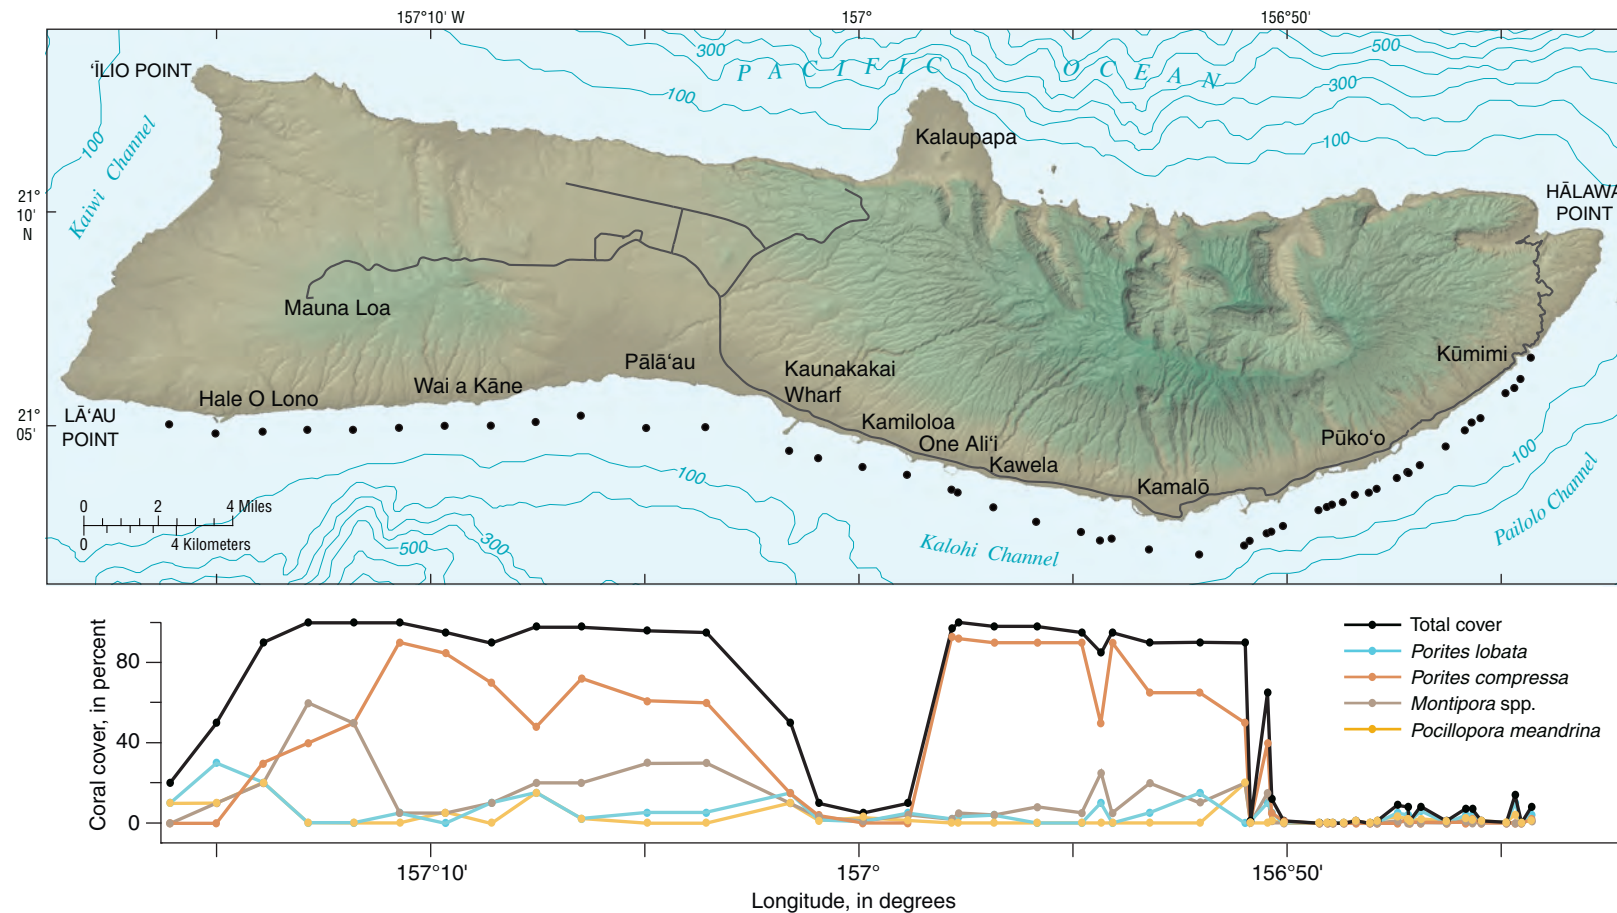 157°10' W
157°
156°50'
ʻĪLIO POINT
300
PACIFIC OCEAN
500
100
300
100
100
Kaiwi Channel
Kalaupapa
21°
10'
N
HĀLAWA
POINT
Mauna Loa
Pālāʻau
Kaunakakai
Wharf
Kūmimi
Wai a Kāne
Hale O Lono
LĀʻAU
POINT
21°
05'
Kamiloloa
One Aliʻi
Kawela
Pūkoʻo
Kamalō
100
100
Pailolo Channel
0 2 4 Miles
0 4 Kilometers
500
300
Kalohi Channel
Coral cover, in percent
80
40
0
Total cover
Porites lobata
Porites compressa
Montipora spp.
Pocillopora meandrina
157°10'
157°
156°50'
Longitude, in degrees